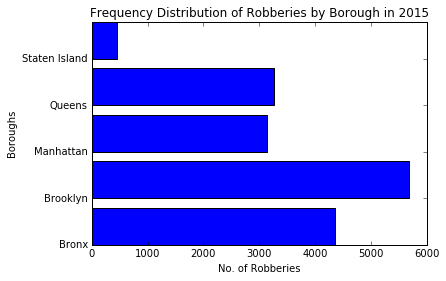 Frequency Distribution of Robberies by Borough in 2015
Staten Island
Queens
Manhattan
Brooklyn
Bronx
Boroughs
0 1000 2000 3000 4000 5000 6000
No. of Robberies